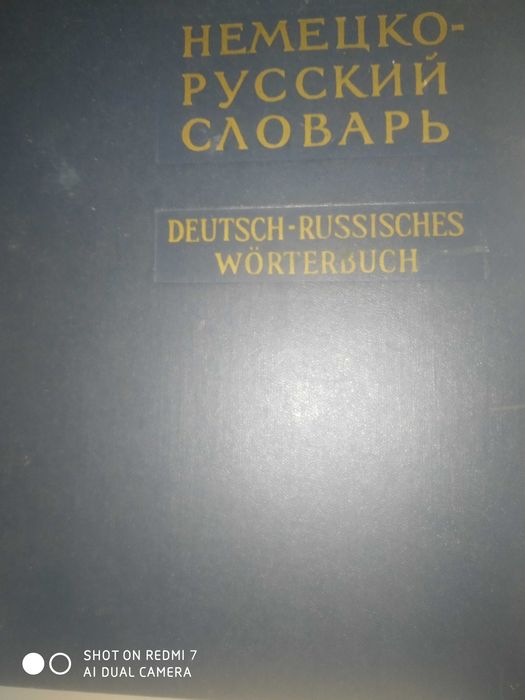 НЕМЕЦКО-
РУССКИЙ
СЛОВАРЬ
DEUTSCH-RUSSISCHES
WÖRTERBUCH
SHOT ON REDMI 7
AI DUAL CAMERA